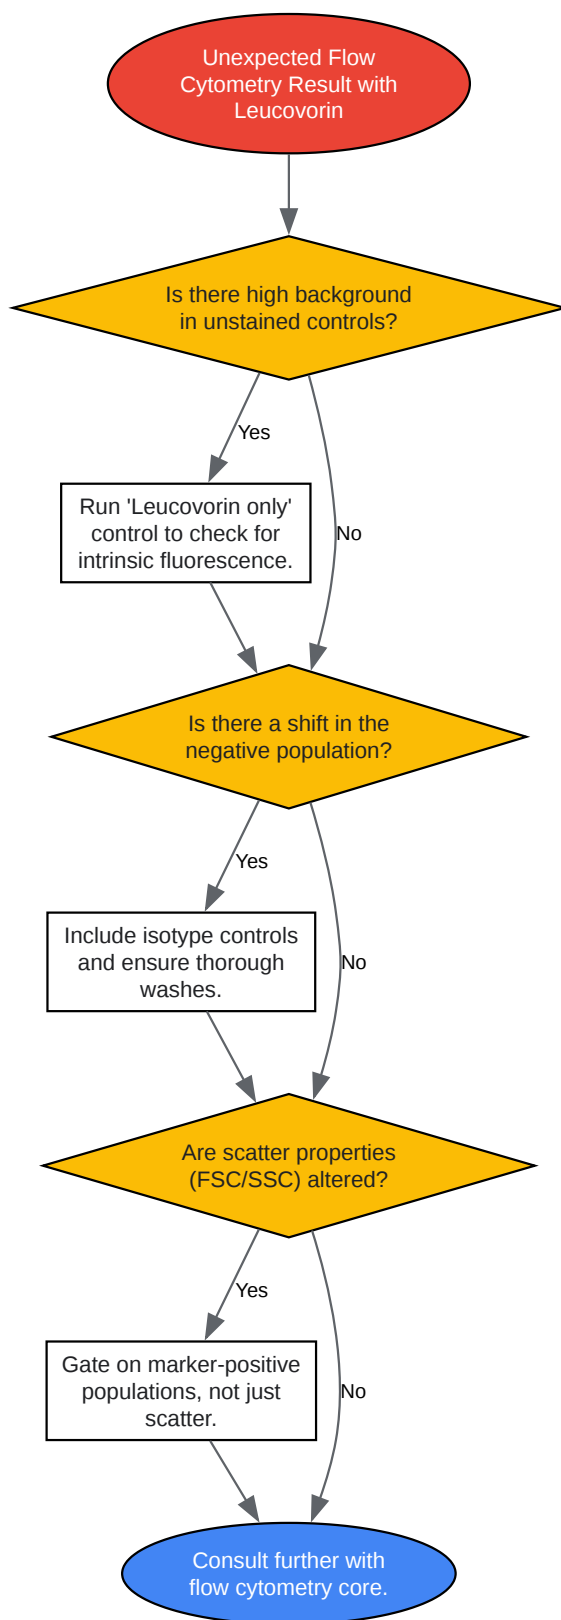 Unexpected Flow
Cytometry Result with
Leucovorin
Is there high background
in unstained controls?
Yes
Run 'Leucovorin only'
control to check for
intrinsic fluorescence.
No
Is there a shift in the
negative population?
Yes
Include isotype controls
and ensure thorough
washes.
No
Are scatter properties
(FSC/SSC) altered?
Yes
Gate on marker-positive
populations, not just
scatter.
No
Consult further with
flow cytometry core.